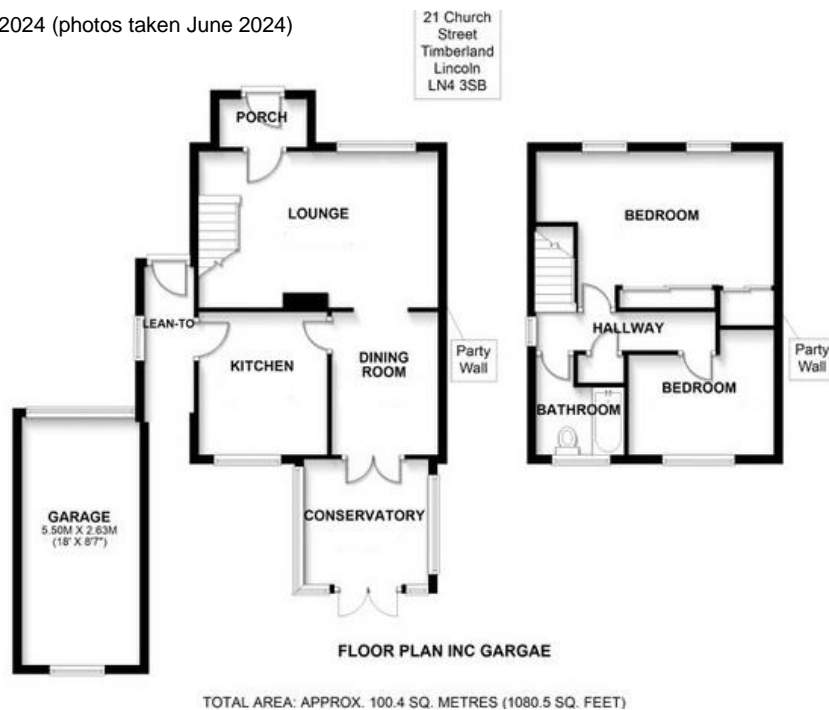 2024 (photos taken June 2024)
21 Church
Street
Timberland
Lincoln
LN4 3SB
PORCH
LOUNGE
BEDROOM
LEAN-TO
HALLWAY
KITCHEN
DINING
ROOM
Party
Wall
Party
Wall
BEDROOM
BATHROOM
GARAGE
5.50M X 2.63M
(18' X 8'7")
CONSERVATORY
FLOOR PLAN INC GARGAE
TOTAL AREA: APPROX. 100.4 SQ. METRES (1080.5 SQ. FEET)